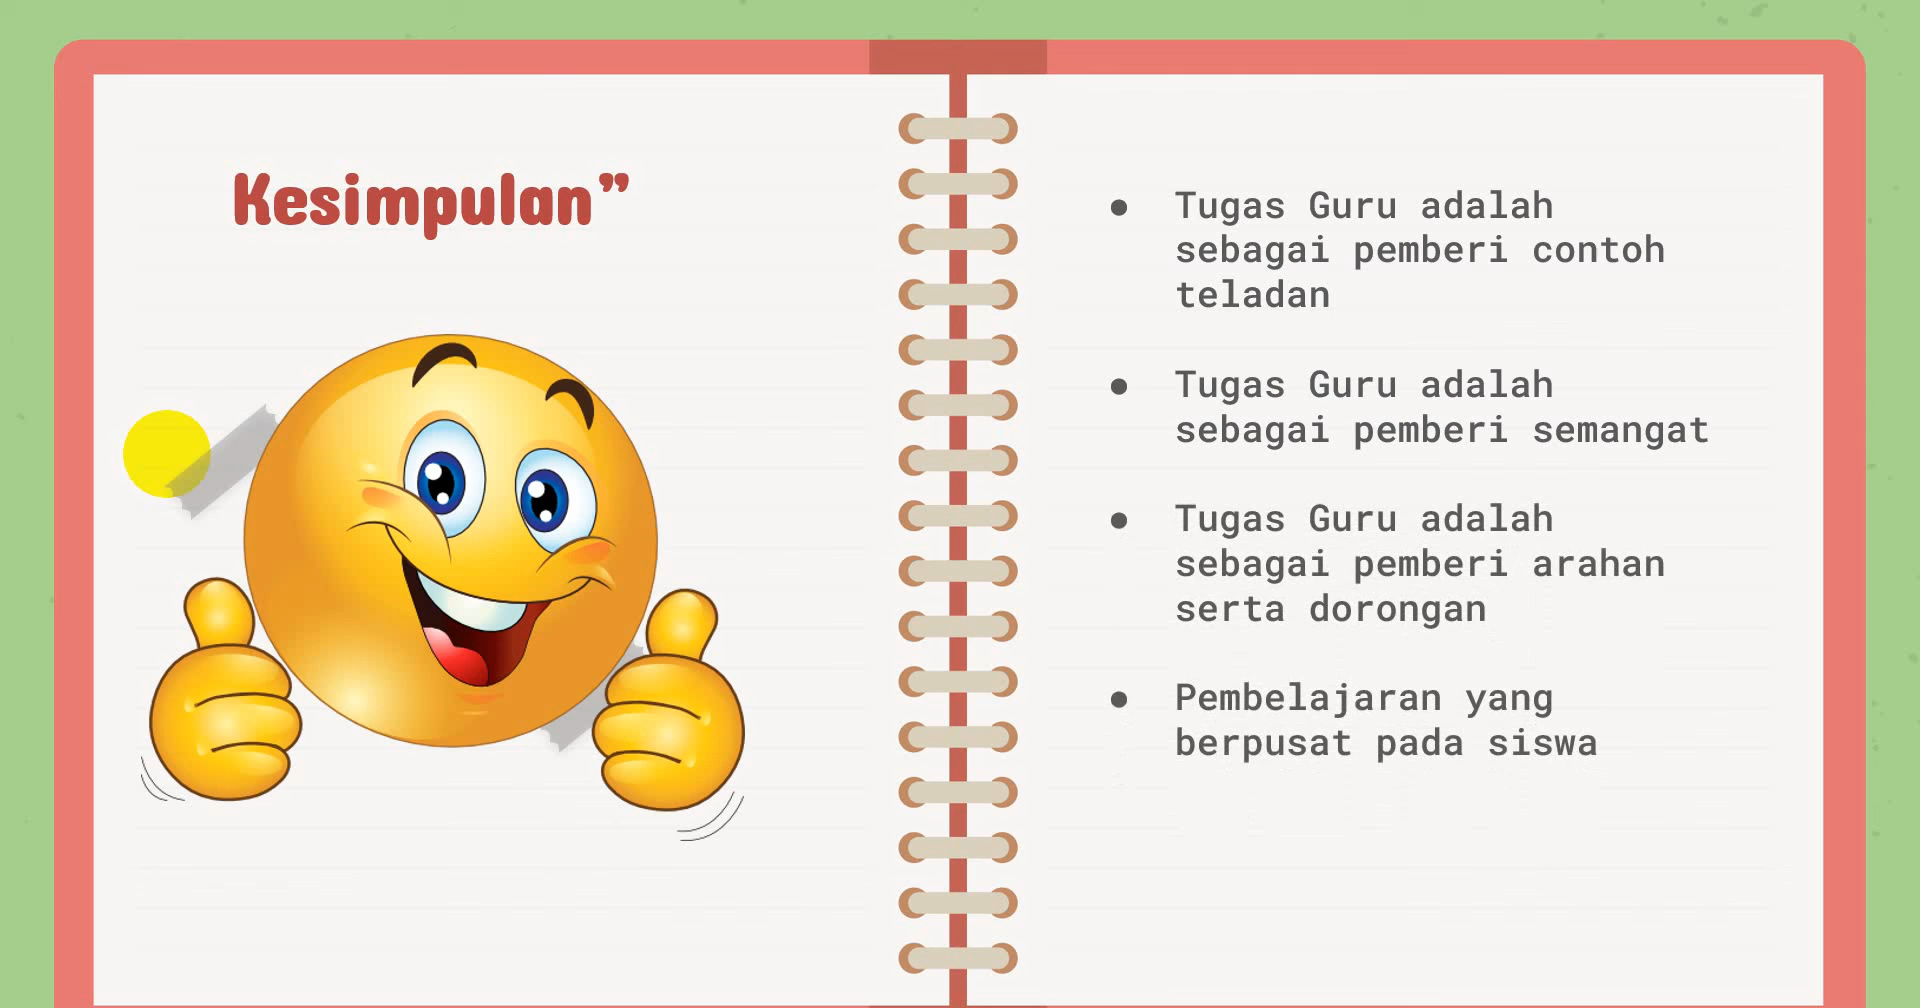 Kesimpulan”
● Tugas Guru adalah
sebagai pemberi contoh
teladan
● Tugas Guru adalah
sebagai pemberi semangat
● Tugas Guru adalah
sebagai pemberi arahan
serta dorongan
● Pembelajaran yang
berpusat pada siswa